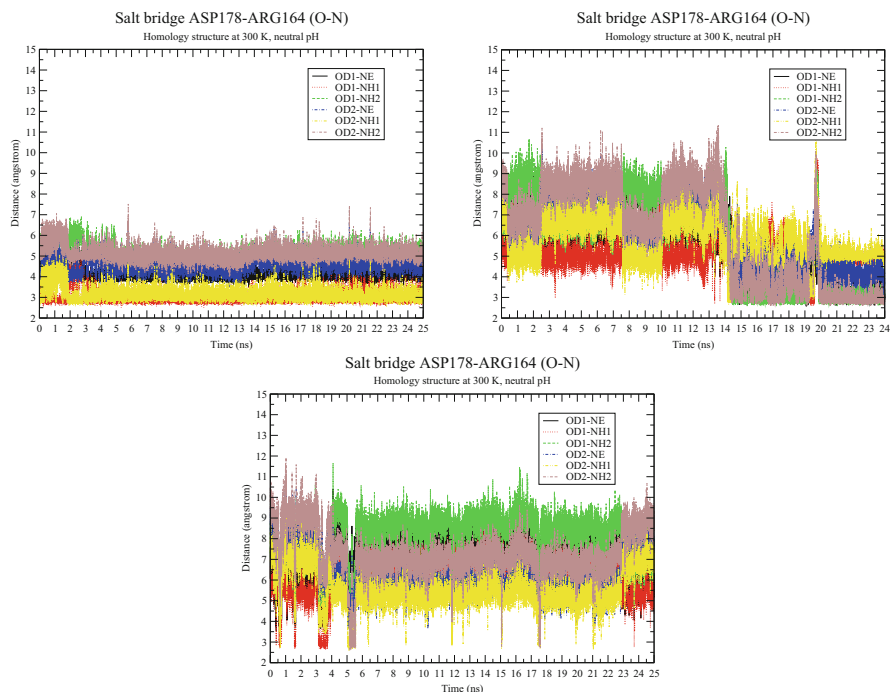 Salt bridge ASP178-ARG164 (O-N)
Homology structure at 300 K, neutral pH
15
14
13
12
11
10
9
8
7
6
5
4
3
2
Distance (angstrom)
OD1-NE
OD1-NH1
OD1-NH2
OD2-NE
OD2-NH1
OD2-NH2
0 1 2 3 4 5 6 7 8 9 10 11 12 13 14 15 16 17 18 19 20 21 22 23 24 25
Time (ns)
Salt bridge ASP178-ARG164 (O-N)
Homology structure at 300 K, neutral pH
15
14
13
12
11
10
9
8
7
6
5
4
3
2
Distance (angstrom)
OD1-NE
OD1-NH1
OD1-NH2
OD2-NE
OD2-NH1
OD2-NH2
0 1 2 3 4 5 6 7 8 9 10 11 12 13 14 15 16 17 18 19 20 21 22 23 24
Time (ns)
Salt bridge ASP178-ARG164 (O-N)
Homology structure at 300 K, neutral pH
15
14
13
12
11
10
9
8
7
6
5
4
3
2
Distance (angstrom)
OD1-NE
OD1-NH1
OD1-NH2
OD2-NE
OD2-NH1
OD2-NH2
0 1 2 3 4 5 6 7 8 9 10 11 12 13 14 15 16 17 18 19 20 21 22 23 24 25
Time (ns)